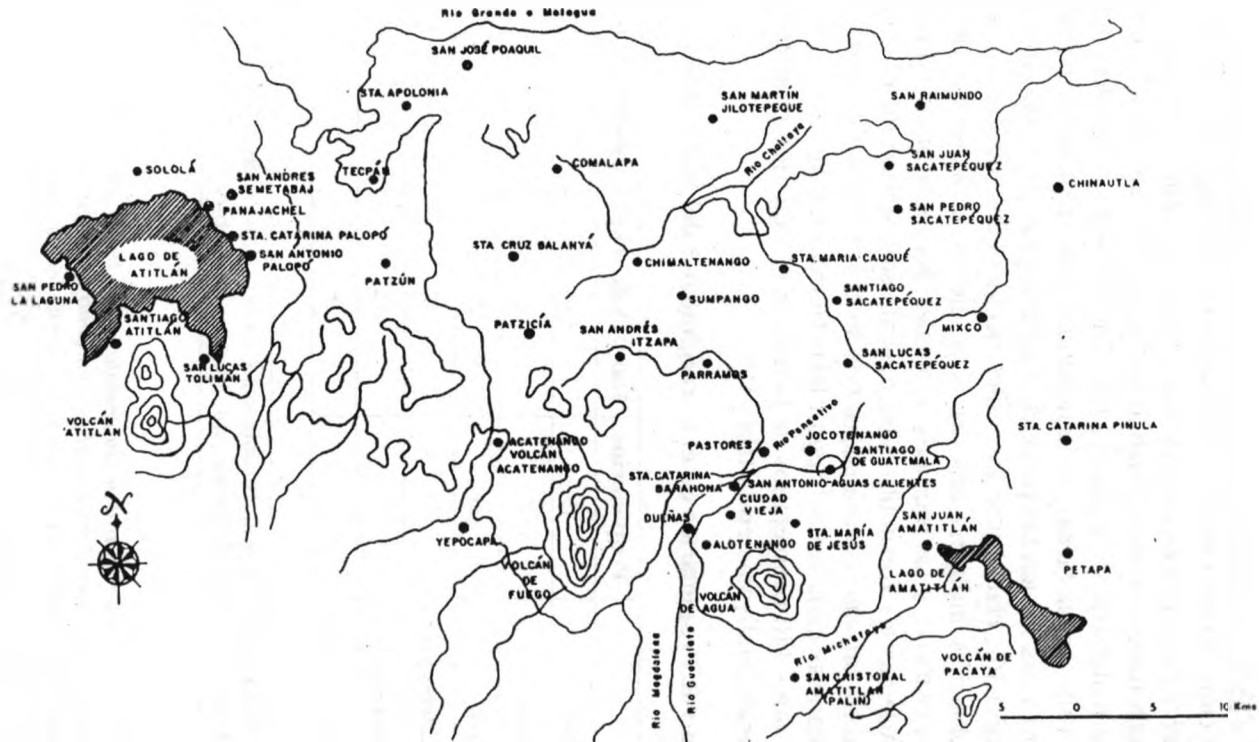 Río Grande o Motagua
SAN JOSÉ POAQUIL
STA. APOLONIA
SAN MARTÍN
JILOTEPEQUE
SAN RAIMUNDO
Río
SOLOLÁ
SAN ANDRES
SEMETABAJ
TECPÁN
COMALAPA
SAN JUAN
SACATEPÉQUEZ
CHINAUTLA
PANAJACHEL
SAN PEDRO
SACATEPÉQUEZ
STA. CATARINA PALOPÓ
LAGO DE
ATITLÁN
SAN ANTONIO
PALOPÓ
PATZÚN
STA. CRUZ BALANYÁ
CHIMALTENANGO
STA. MARIA CAUQUÉ
SAN PEDRO
LA LAGUNA
SUMPANGO
SANTIAGO
SACATEPÉQUEZ
SANTIAGO
ATITLÁN
PATZICÍA
SAN ANDRÉS
ITZAPA
MIXCO
SAN LUCAS
TOLIMAN
PARRAMOS
SAN LUCAS
SACATEPÉQUEZ
VOLCÁN
ATITLÁN
ACATENANGO
VOLCÁN
ACATENANGO
PASTORES
Río Pensativo
JOCOTENANGO
SANTIAGO
DE GUATEMALA
STA. CATARINA PINULA
STA. CATARINA
BARAHONA
SAN ANTONIO-AGUAS CALIENTES
CIUDAD
VIEJA
N
YEPOCAPA
DUEÑAS
ALOTENANGO
STA. MARÍA
DE JESÚS
SAN JUAN
AMATITLÁN
LAGO DE
AMATITLÁN
PETAPA
VOLCÁN
DE
FUEGO
VOLCÁN
DE AGUA
Río Magdalena
Río Guacalate
Río Michatoya
SAN CRISTOBAL
AMATITLAN
(PALIN)
VOLCÁN DE
PACAYA
5 0 10 Kms